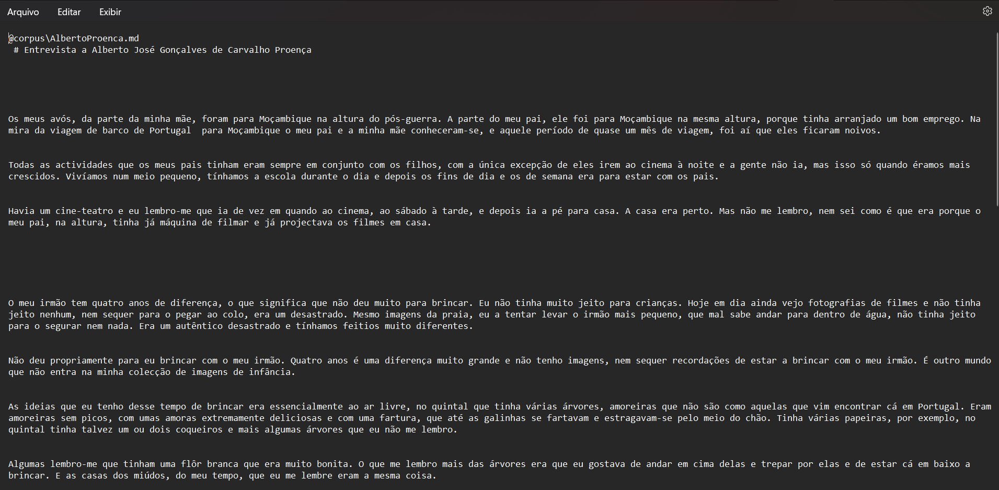 Arquivo Editar Exibir
@corpus\AlbertoProenca.md
# Entrevista a Alberto José Gonçalves de Carvalho Proença
Os meus avós, da parte da minha mãe, foram para Moçambique na altura do pós-guerra. A parte do meu pai, ele foi para Moçambique na mesma altura, porque tinha arranjado um bom emprego. Na
mira da viagem de barco de Portugal  para Moçambique o meu pai e a minha mãe conheceram-se, e aquele período de quase um mês de viagem, foi aí que eles ficaram noivos.
Todas as actividades que os meus pais tinham eram sempre em conjunto com os filhos, com a única excepção de eles irem ao cinema à noite e a gente não ia, mas isso só quando éramos mais
crescidos. Vivíamos num meio pequeno, tínhamos a escola durante o dia e depois os fins de dia e os de semana era para estar com os pais.
Havia um cine-teatro e eu lembro-me que ia de vez em quando ao cinema, ao sábado à tarde, e depois ia a pé para casa. A casa era perto. Mas não me lembro, nem sei como é que era porque o
meu pai, na altura, tinha já máquina de filmar e já projectava os filmes em casa.
O meu irmão tem quatro anos de diferença, o que significa que não deu muito para brincar. Eu não tinha muito jeito para crianças. Hoje em dia ainda vejo fotografias de filmes e não tinha
jeito nenhum, nem sequer para o pegar ao colo, era um desastrado. Mesmo imagens da praia, eu a tentar levar o irmão mais pequeno, que mal sabe andar para dentro de água, não tinha jeito
para o segurar nem nada. Era um autêntico desastrado e tínhamos feitios muito diferentes.
Não deu propriamente para eu brincar com o meu irmão. Quatro anos é uma diferença muito grande e não tenho imagens, nem sequer recordações de estar a brincar com o meu irmão. É outro mundo
que não entra na minha colecção de imagens de infância.
As ideias que eu tenho desse tempo de brincar era essencialmente ao ar livre, no quintal que tinha várias árvores, amoreiras que não são como aquelas que vim encontrar cá em Portugal. Eram
amoreiras sem picos, com umas amoras extremamente deliciosas e com uma fartura, que até as galinhas se fartavam e estragavam-se pelo meio do chão. Tinha várias papeiras, por exemplo, no
quintal tinha talvez um ou dois coqueiros e mais algumas árvores que eu não me lembro.
Algumas lembro-me que tinham uma flôr branca que era muito bonita. O que me lembro mais das árvores era que eu gostava de andar em cima delas e trepar por elas e de estar cá em baixo a
brincar. E as casas dos miúdos, do meu tempo, que eu me lembre eram a mesma coisa.